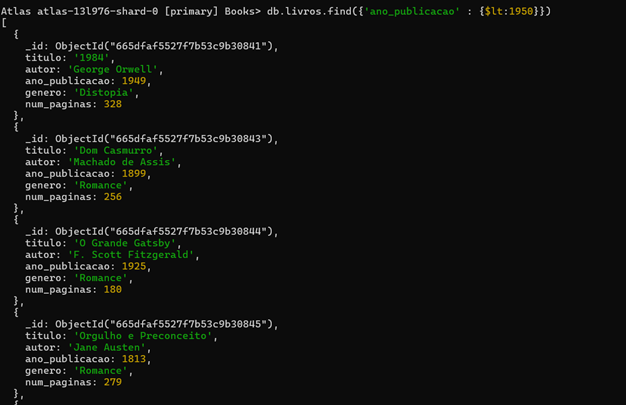 Atlas atlas-13l976-shard-0 [primary] Books> db.livros.find({'ano_publicacao' : {$lt:1950}})
[
  {
    _id: ObjectId("665dfaf5527f7b53c9b30841"),
    titulo: '1984',
    autor: 'George Orwell',
    ano_publicacao: 1949,
    genero: 'Distopia',
    num_paginas: 328
  },
  {
    _id: ObjectId("665dfaf5527f7b53c9b30843"),
    titulo: 'Dom Casmurro',
    autor: 'Machado de Assis',
    ano_publicacao: 1899,
    genero: 'Romance',
    num_paginas: 256
  },
  {
    _id: ObjectId("665dfaf5527f7b53c9b30844"),
    titulo: 'O Grande Gatsby',
    autor: 'F. Scott Fitzgerald',
    ano_publicacao: 1925,
    genero: 'Romance',
    num_paginas: 180
  },
  {
    _id: ObjectId("665dfaf5527f7b53c9b30845"),
    titulo: 'Orgulho e Preconceito',
    autor: 'Jane Austen',
    ano_publicacao: 1813,
    genero: 'Romance',
    num_paginas: 279
  },
  {